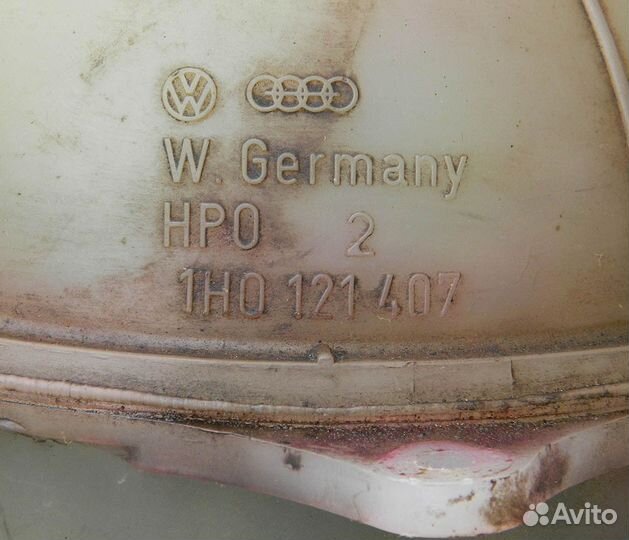 W. Germany
HPO 2
1H0 121 407
Avito